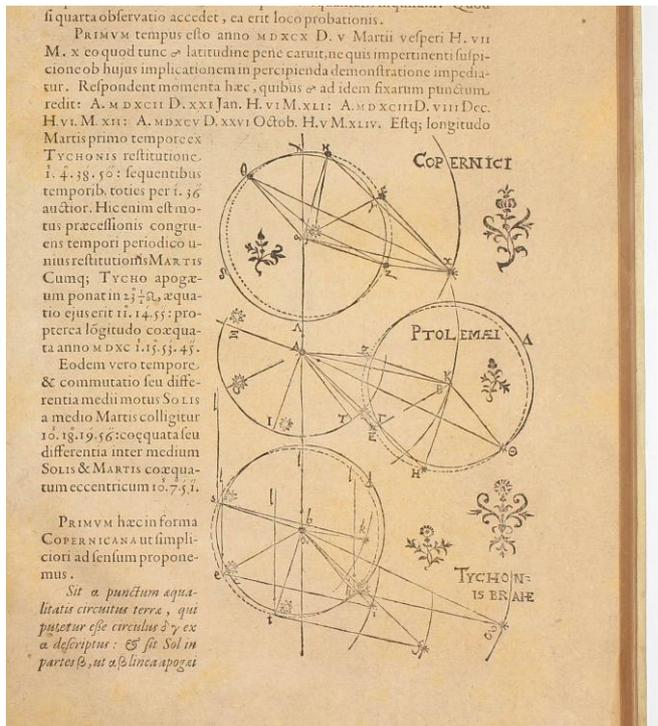 si quarta observatio accedet, ea erit loco probationis.
PRIMVM tempus esto anno MDXCX D. V Martii vesperi H. VII
M. X eo quod tunc ♂ latitudine pene caruit, ne quis impertinenti suspi-
cione ob hujus implicationem in percipienda demonstratione impedia-
tur. Respondent momenta hæc, quibus ♂ ad idem fixarum punctum
redit: A. MDXCII D. XXI Jan. H. VI M. XLI: A. MDXCIII D. VIII Dec.
H. VI. M. XII: A. MDXCV D. XXVI Octob. H. V M. XLIV. Estq; longitudo
Martis primo tempore ex
TYCHONIS restitutione
1. 4. 38. 50: sequentibus
temporib. toties per 1. 36
auctior. Hic enim est mo-
tus præcessionis congru-
ens tempori periodico u-
nius restitutionis MARTIS
Cumq; TYCHO apogæ-
um ponat in 23 ½ ♌, æqua-
tio ejus erit 11. 14. 55: pro-
pterea lōgitudo coæqua-
ta anno MDXC 1. 15. 53. 45.
Eodem vero tempore
& commutatio seu diffe-
rentia medii motus SOLIS
a medio Martis colligitur
10. 18. 19. 56: coæquata seu
differentia inter medium
SOLIS & MARTIS coæqua-
tum eccentricum 10. 7. 5. 1.
PRIMVM hæc in forma
COPERNICANA ut simpli-
ciori ad sensum propone-
mus.
Sit α punctum æqua-
litatis circuitus terræ, qui
putetur esse circulus δγ ex
α descriptus: & sit Sol in
partes β, ut αβ linea apogæi
COPERNICI
PTOLEMÆI
TYCHONIS
BRAHE